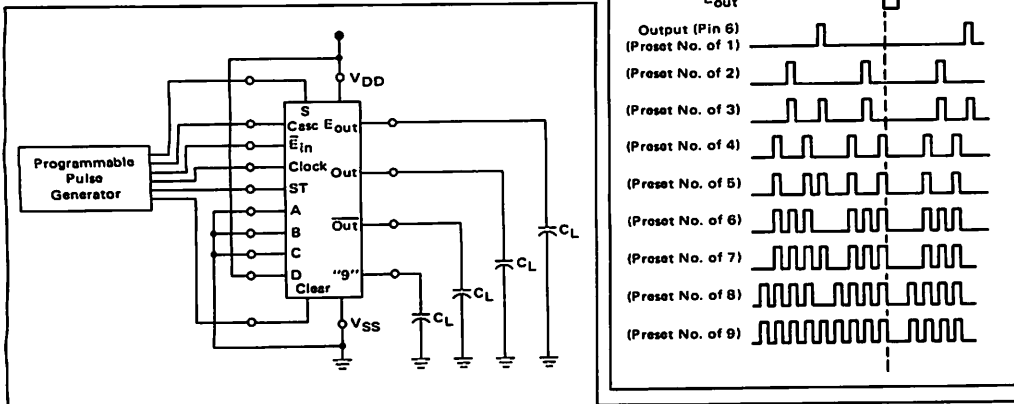 VDD
S
Casc Eout
Ēin
Clock Out
ST
A
B
C
D
Out
"9"
Clear
VSS
CL
CL
CL
CL
Programmable
Pulse
Generator
Eout
Output (Pin 6)
(Preset No. of 1)
(Preset No. of 2)
(Preset No. of 3)
(Preset No. of 4)
(Preset No. of 5)
(Preset No. of 6)
(Preset No. of 7)
(Preset No. of 8)
(Preset No. of 9)